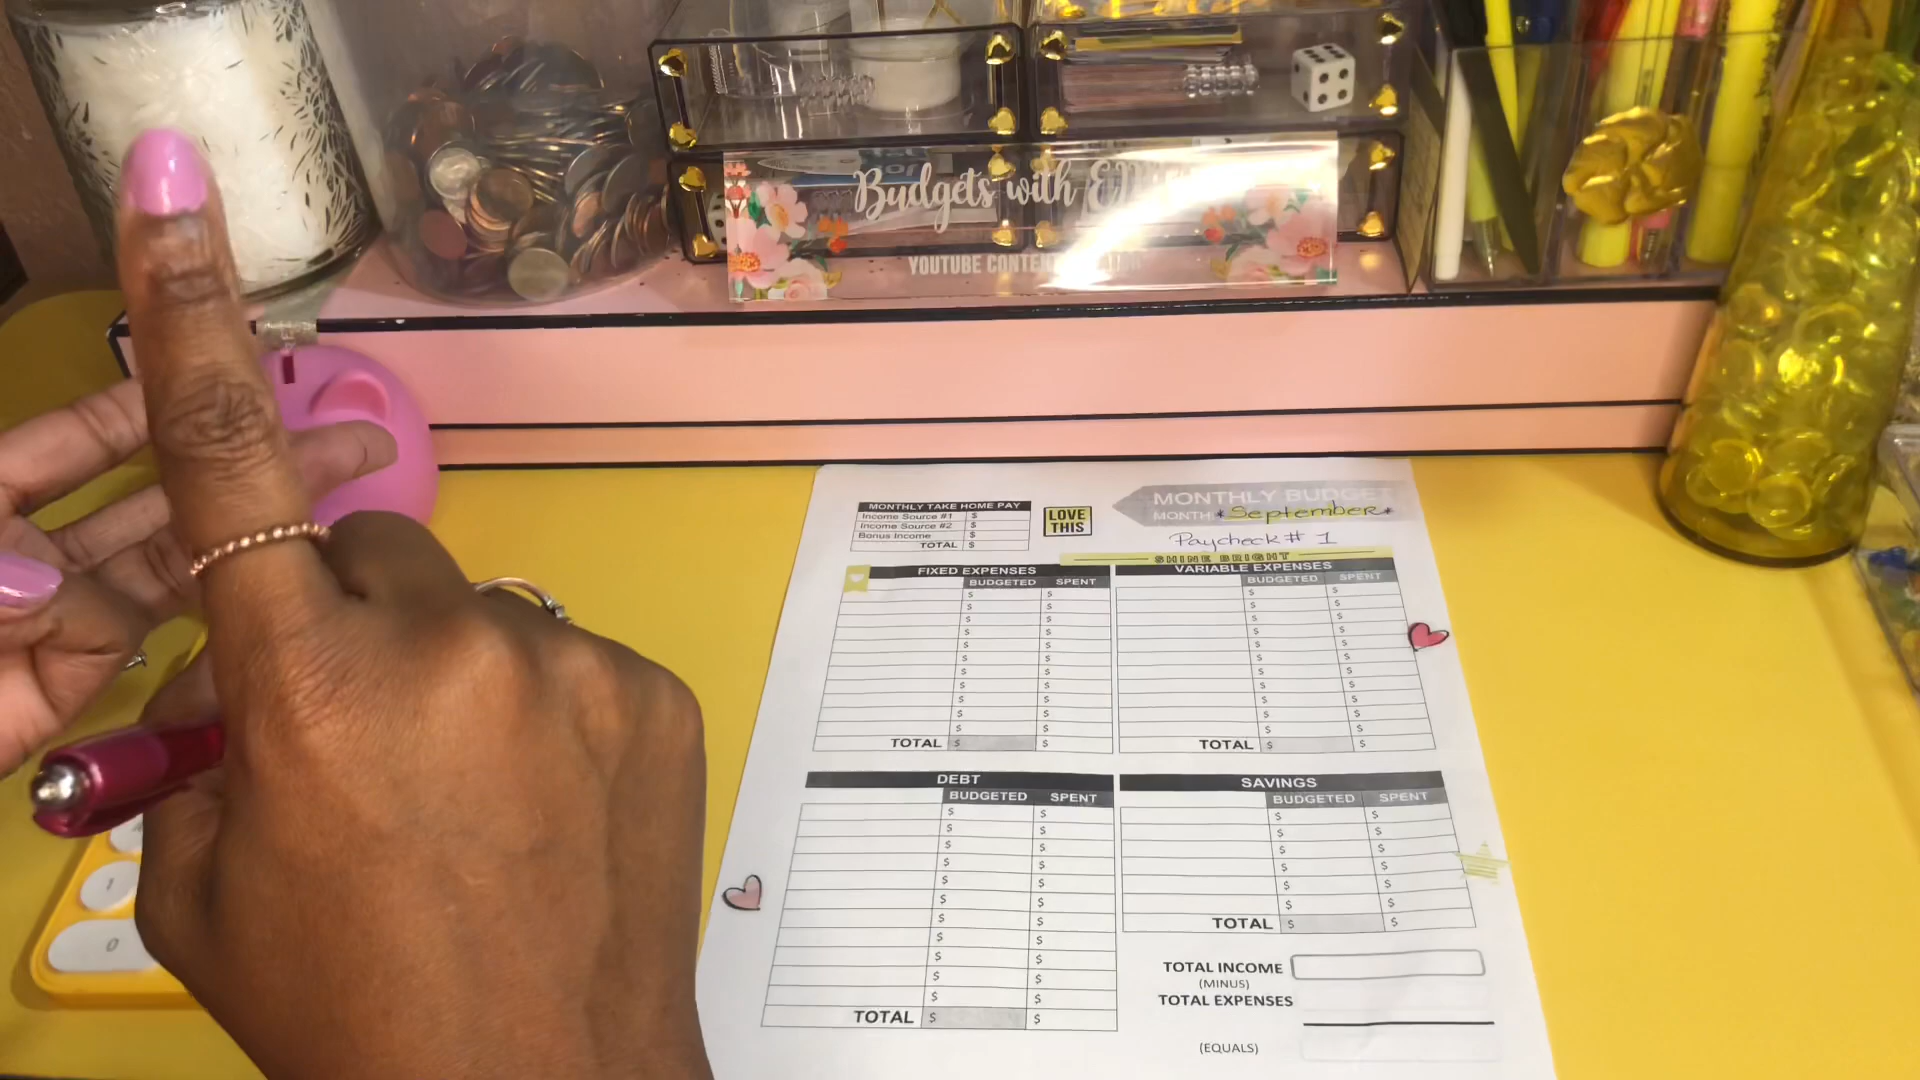 Budgets with
YOUTUBE CONTENT
MONTHLY BUDGET
MONTH: *September*
Paycheck # 1
SHINE BRIGHT
LOVE
THIS
MONTHLY TAKE HOME PAY
Income Source #1 $
Income Source #2 $
Bonus Income $
TOTAL $
FIXED EXPENSES
BUDGETED SPENT
$ $
$ $
$ $
$ $
$ $
$ $
$ $
$ $
$ $
$ $
$ $
TOTAL $ $
VARIABLE EXPENSES
BUDGETED SPENT
$ $
$ $
$ $
$ $
$ $
$ $
$ $
$ $
$ $
$ $
$ $
TOTAL $ $
DEBT
BUDGETED SPENT
$ $
$ $
$ $
$ $
$ $
$ $
$ $
$ $
$ $
$ $
$ $
TOTAL $ $
SAVINGS
BUDGETED SPENT
$ $
$ $
$ $
$ $
$ $
$ $
TOTAL $ $
TOTAL INCOME
(MINUS)
TOTAL EXPENSES
(EQUALS)
1
0